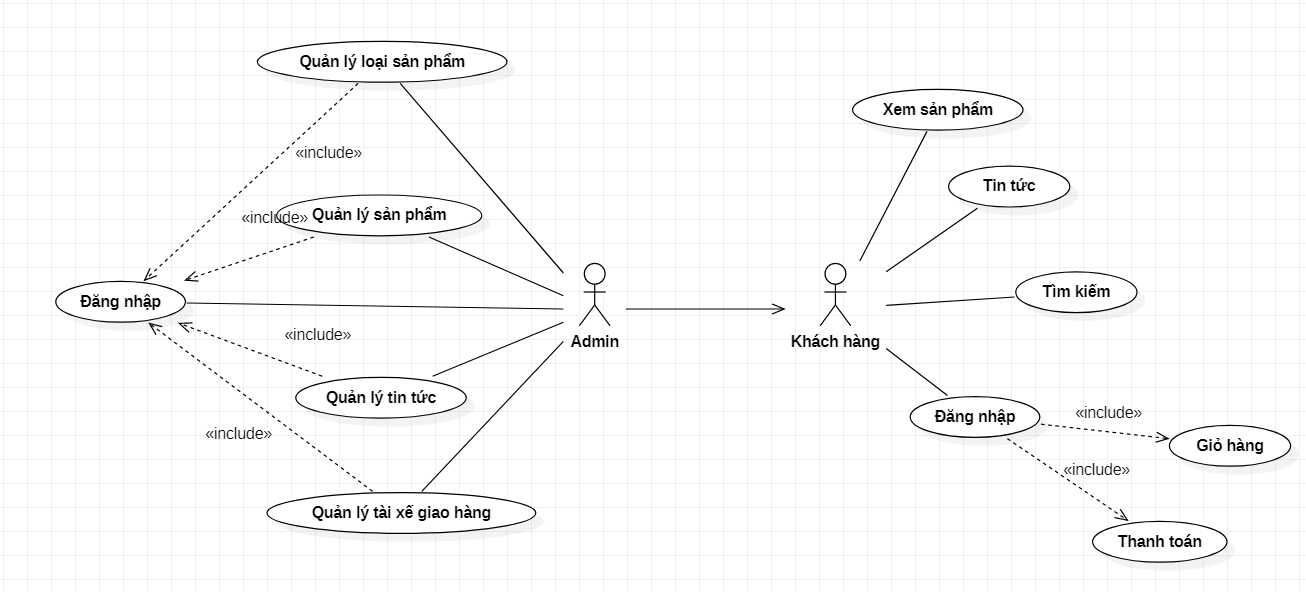 Quản lý loại sản phẩm
Xem sản phẩm
«include»
Tin tức
«include»
Quản lý sản phẩm
Đăng nhập
Tìm kiếm
«include»
Admin
Khách hàng
Quản lý tin tức
Đăng nhập
«include»
«include»
Giỏ hàng
«include»
Quản lý tài xế giao hàng
Thanh toán